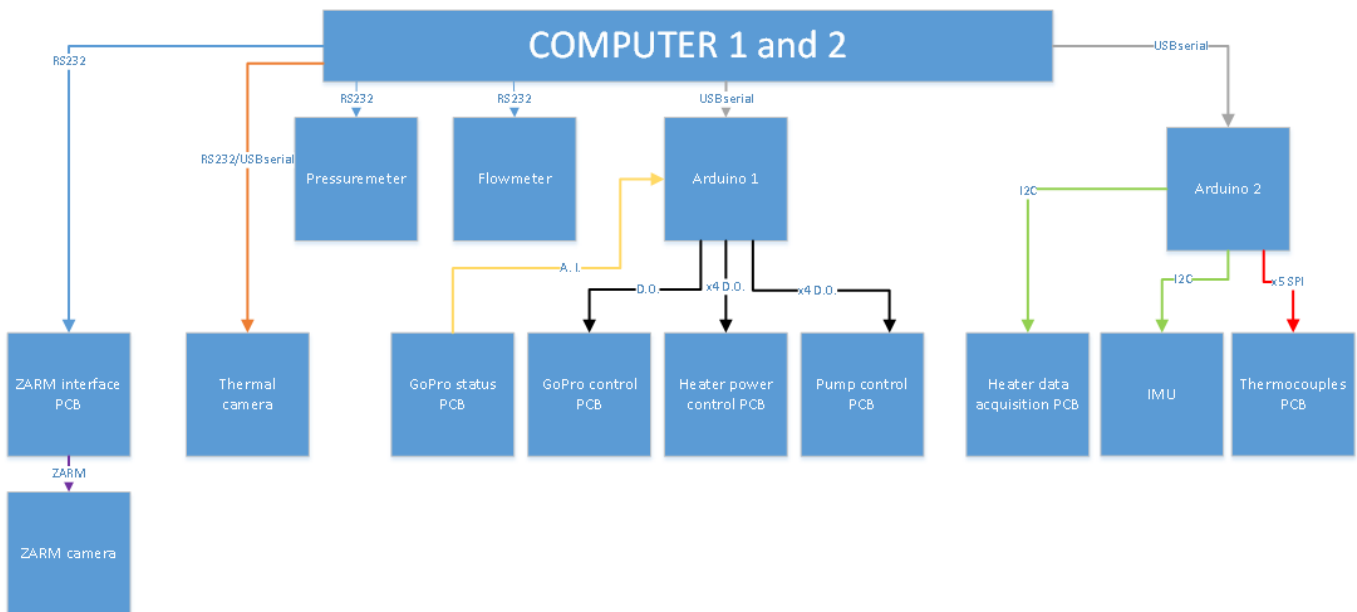 COMPUTER 1 and 2
RS232
USBserial
RS232
RS232
USBserial
RS232/USBserial
Pressuremeter
Flowmeter
Arduino 1
Arduino 2
I2C
A. I.
D.O.
x4 D.O.
x4 D.O.
I2C
x5 SPI
ZARM interface
PCB
Thermal
camera
GoPro status
PCB
GoPro control
PCB
Heater power
control PCB
Pump control
PCB
Heater data
acquisition PCB
IMU
Thermocouples
PCB
ZARM
ZARM camera